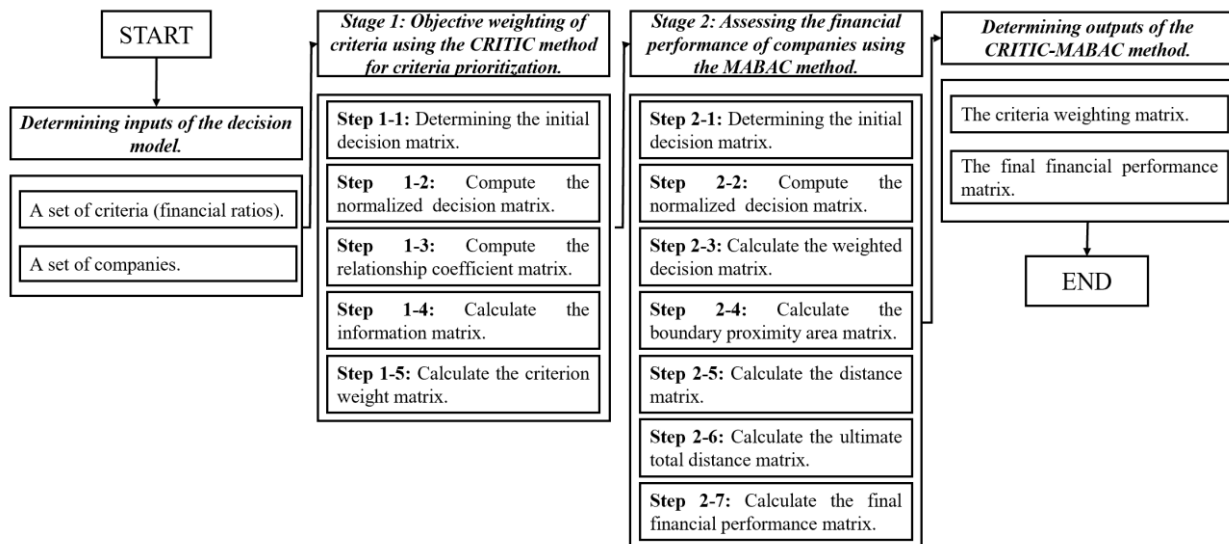 START
Determining inputs of the decision
model.
A set of criteria (financial ratios).
A set of companies.
Stage 1: Objective weighting of
criteria using the CRITIC method
for criteria prioritization.
Step 1-1: Determining the initial
decision matrix.
Step 1-2: Compute the
normalized decision matrix.
Step 1-3: Compute the
relationship coefficient matrix.
Step 1-4: Calculate the
information matrix.
Step 1-5: Calculate the criterion
weight matrix.
Stage 2: Assessing the financial
performance of companies using
the MABAC method.
Step 2-1: Determining the initial
decision matrix.
Step 2-2: Compute the
normalized decision matrix.
Step 2-3: Calculate the weighted
decision matrix.
Step 2-4: Calculate the
boundary proximity area matrix.
Step 2-5: Calculate the distance
matrix.
Step 2-6: Calculate the ultimate
total distance matrix.
Step 2-7: Calculate the final
financial performance matrix.
Determining outputs of the
CRITIC-MABAC method.
The criteria weighting matrix.
The final financial performance
matrix.
END